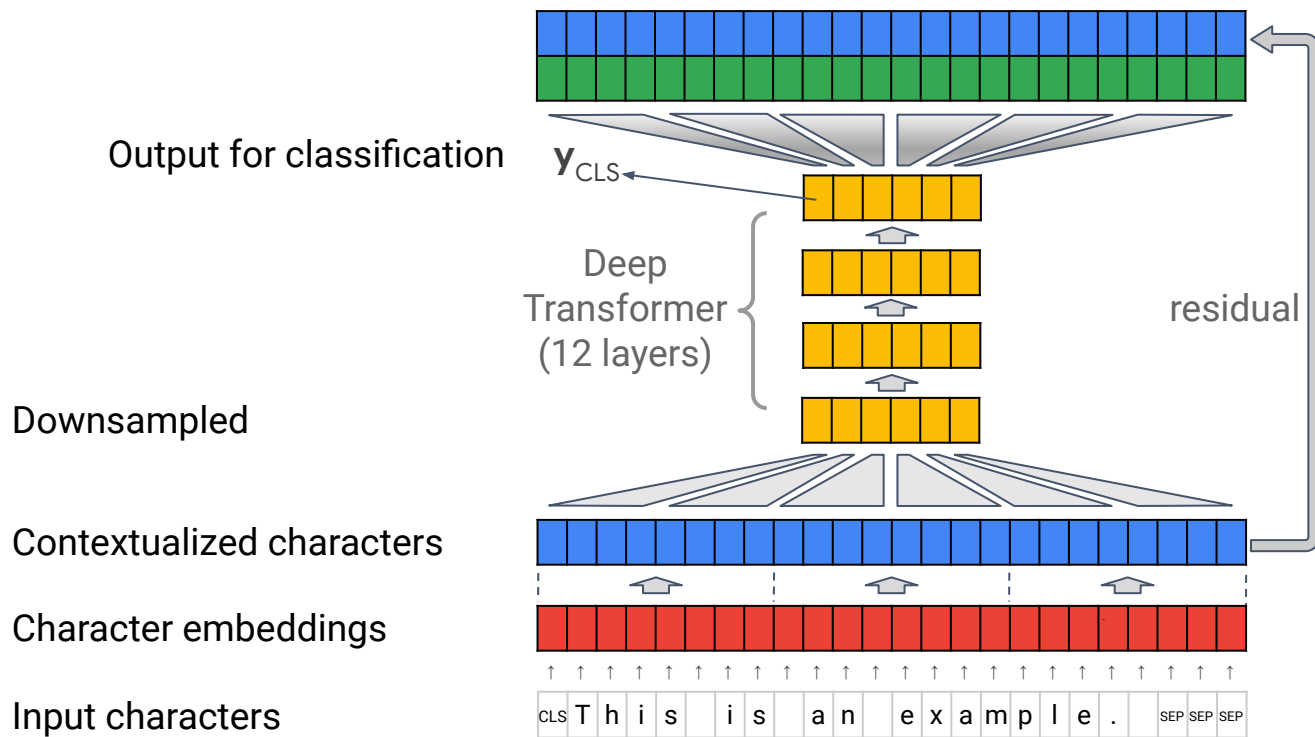 Output for classification
yCLS
Deep
Transformer
(12 layers)
residual
Downsampled
Contextualized characters
Character embeddings
↑ ↑ ↑ ↑ ↑ ↑ ↑ ↑ ↑ ↑ ↑ ↑ ↑ ↑ ↑ ↑ ↑ ↑ ↑ ↑ ↑ ↑ ↑ ↑
Input characters CLS T h i s i s a n e x a m p l e . SEP SEP SEP